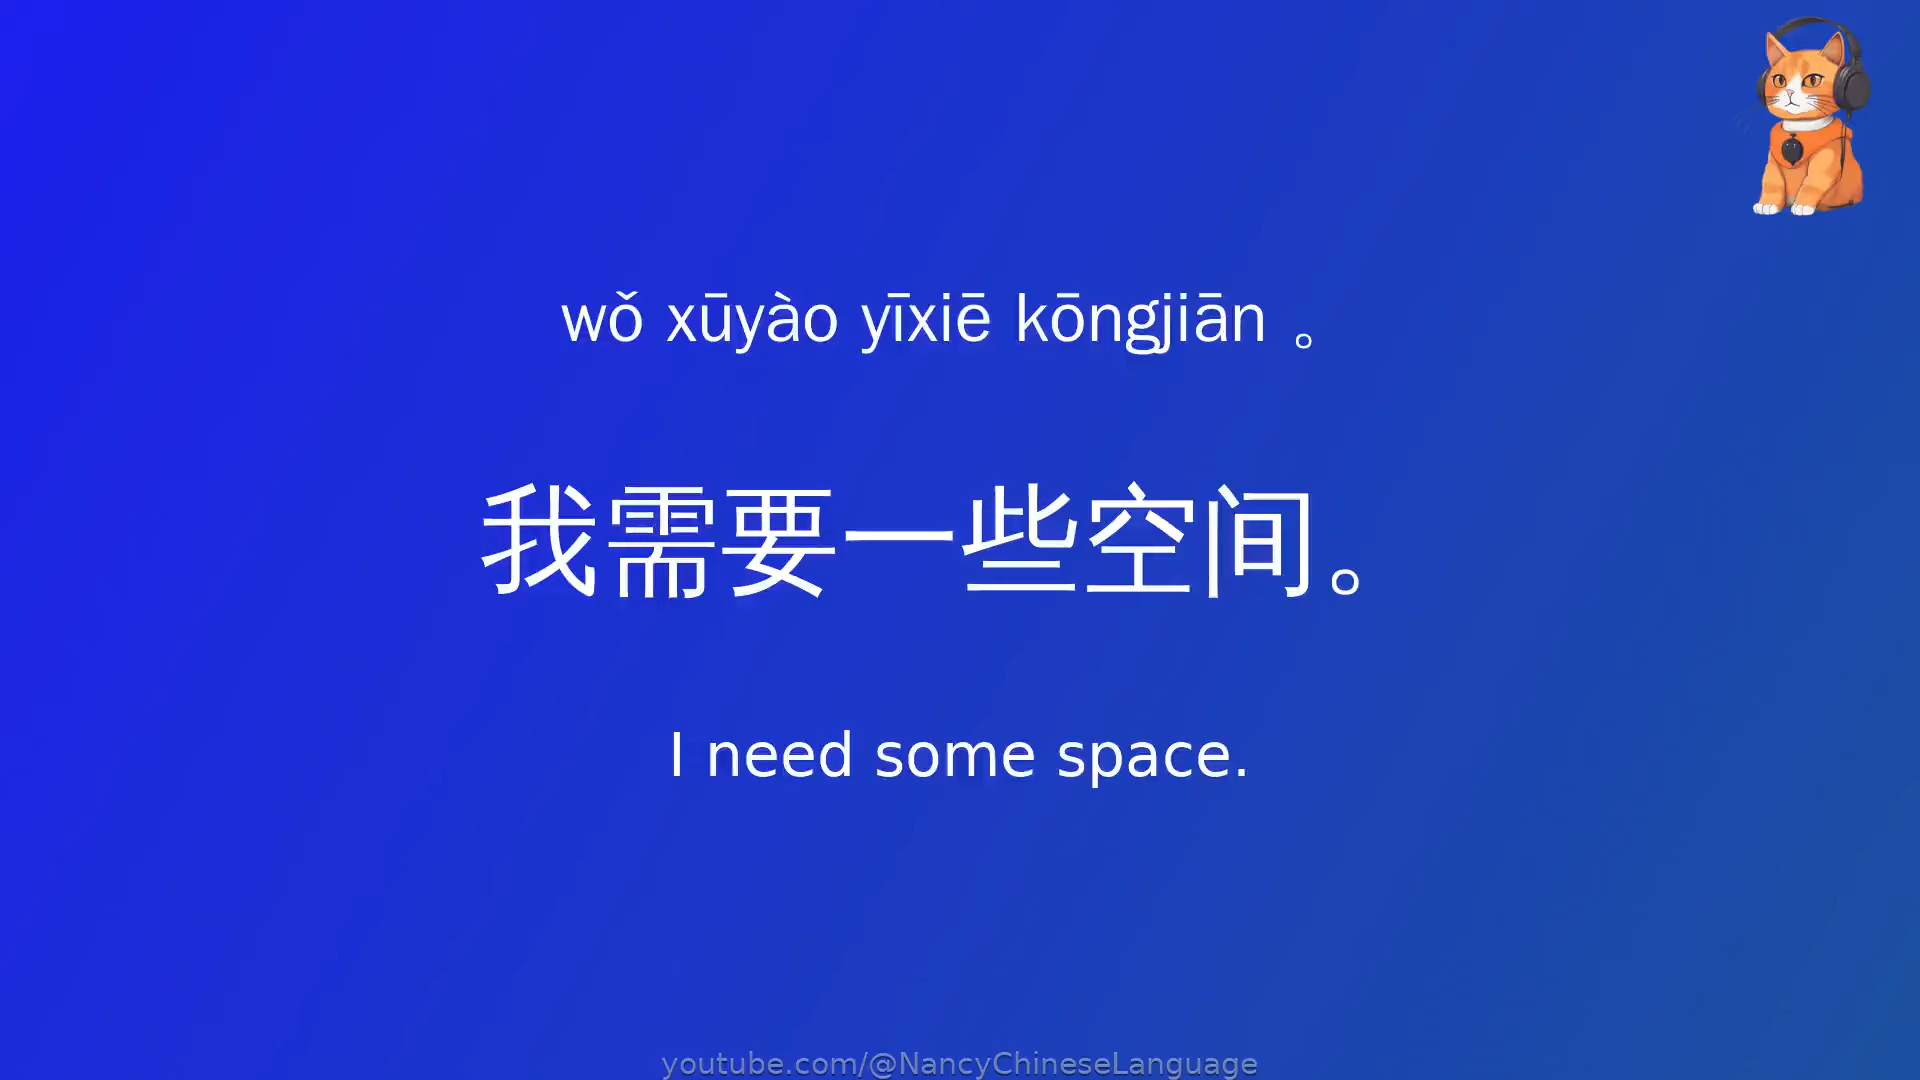 wǒ xūyào yīxiē kōngjiān 。
我需要一些空间。
I need some space.
youtube.com/@NancyChineseLanguage